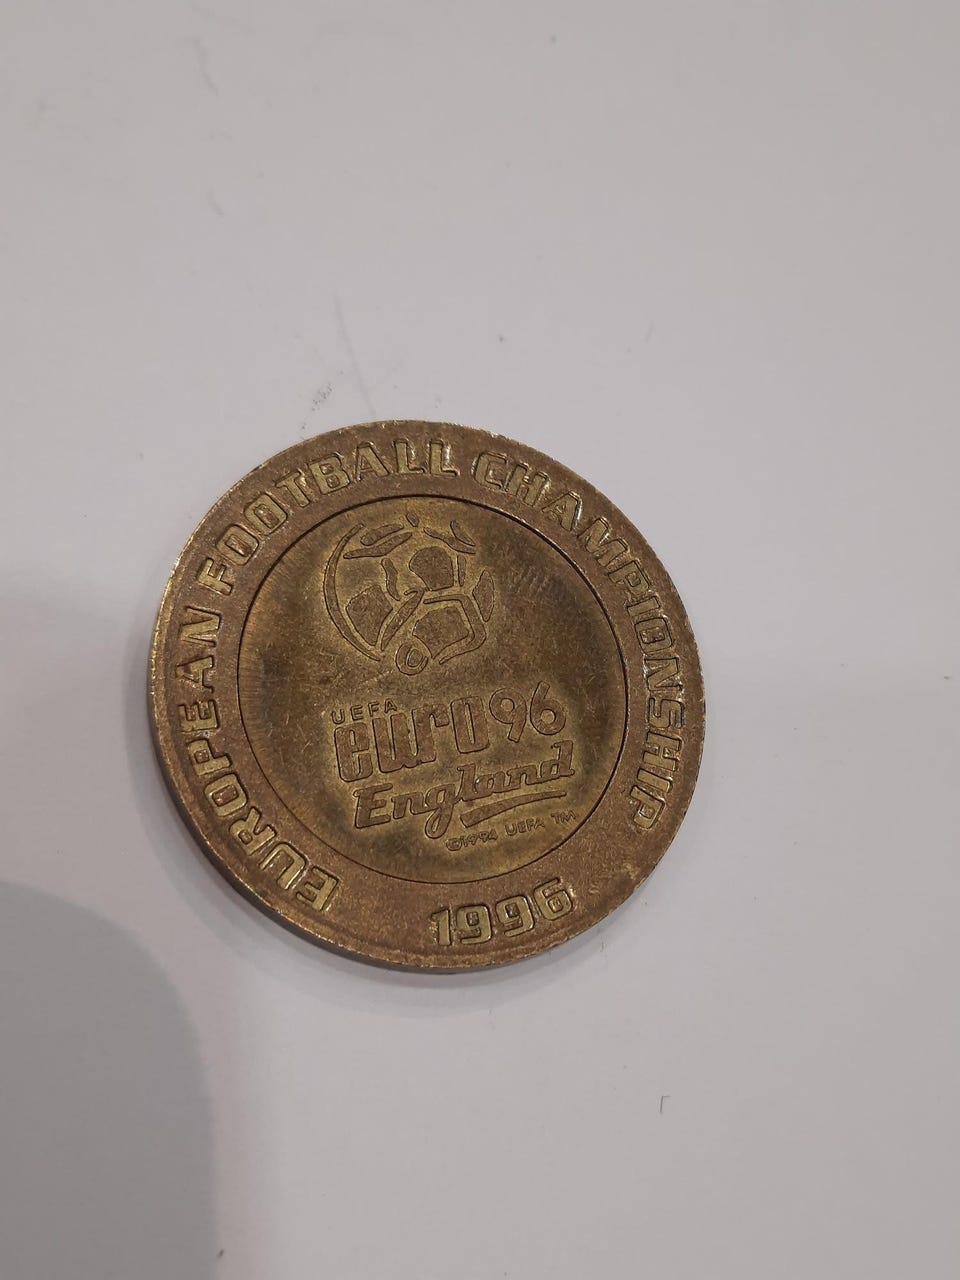 EUROPEAN FOOTBALL CHAMPIONSHIP
UEFA
euro96
England
©1994 UEFA TM
1996